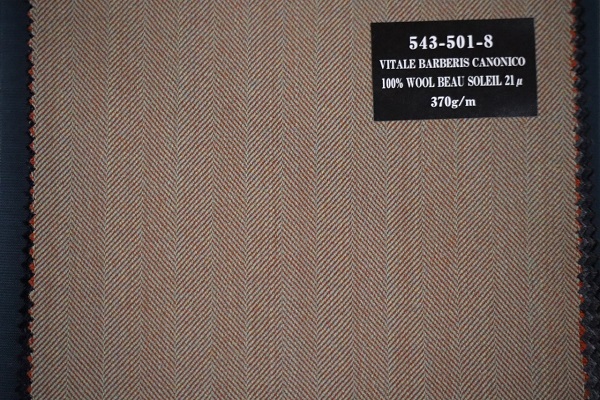 543-501-8
VITALE BARBERIS CANONICO
100% WOOL BEAU SOLEIL 21μ
370g/m